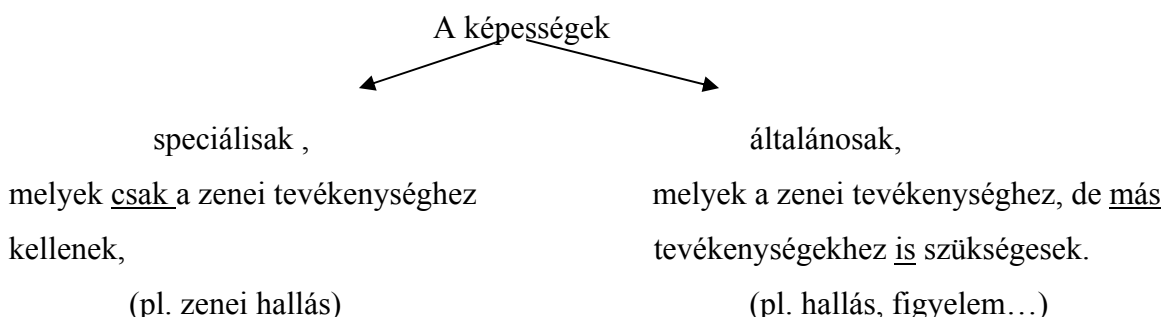 A képességek
speciálisak ,
melyek csak a zenei tevékenységhez
kellenek,
(pl. zenei hallás)
általánosak,
melyek a zenei tevékenységhez, de más
tevékenységekhez is szükségesek.
(pl. hallás, figyelem…)